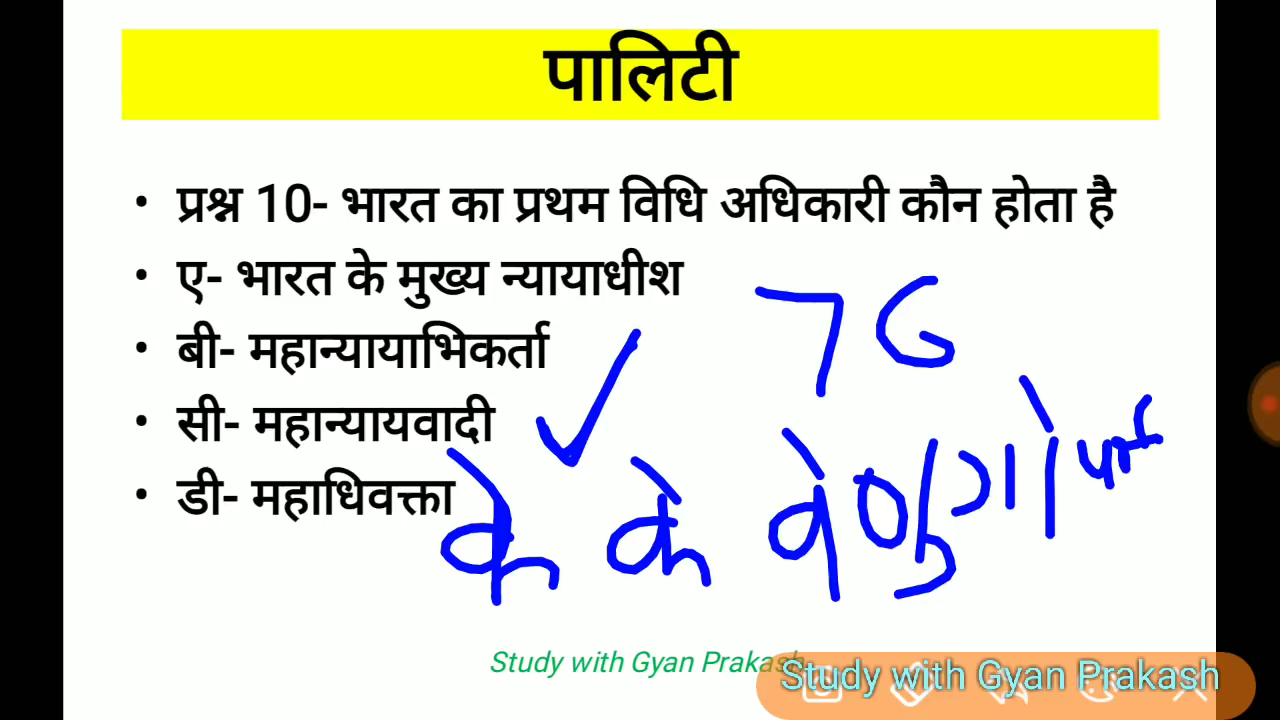 पालिटी
• प्रश्न 10- भारत का प्रथम विधि अधिकारी कौन होता है
• ए- भारत के मुख्य न्यायाधीश
• बी- महान्यायाभिकर्ता
• सी- महान्यायवादी
• डी- महाधिवक्ता
76
के के वेणुगो
Study with Gyan Prakash
Study with Gyan Prakash